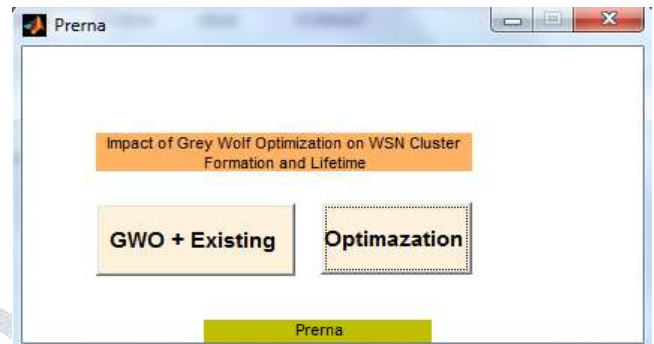 Prerna
Impact of Grey Wolf Optimization on WSN Cluster
Formation and Lifetime
GWO + Existing
Optimazation
Prerna